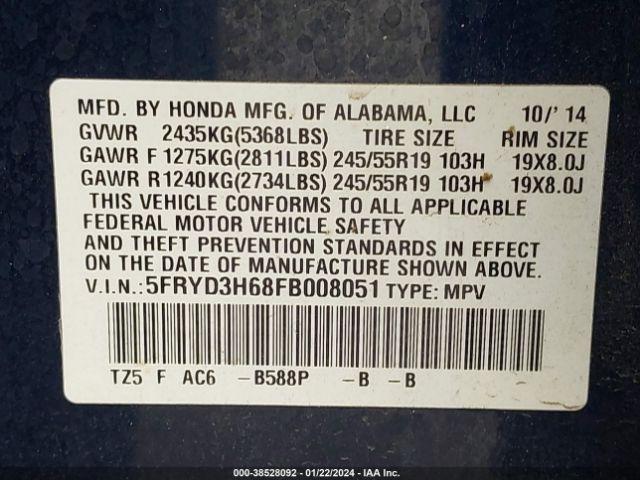 MFD. BY HONDA MFG. OF ALABAMA, LLC 10/' 14
GVWR 2435KG(5368LBS) TIRE SIZE RIM SIZE
GAWR F 1275KG(2811LBS) 245/55R19 103H 19X8.0J
GAWR R1240KG(2734LBS) 245/55R19 103H 19X8.0J
THIS VEHICLE CONFORMS TO ALL APPLICABLE
FEDERAL MOTOR VEHICLE SAFETY
AND THEFT PREVENTION STANDARDS IN EFFECT
ON THE DATE OF MANUFACTURE SHOWN ABOVE.
V.I.N.:5FRYD3H68FB008051 TYPE: MPV
TZ5 F AC6 -B588P -B -B
000-38528092 - 01/22/2024 - IAA Inc.